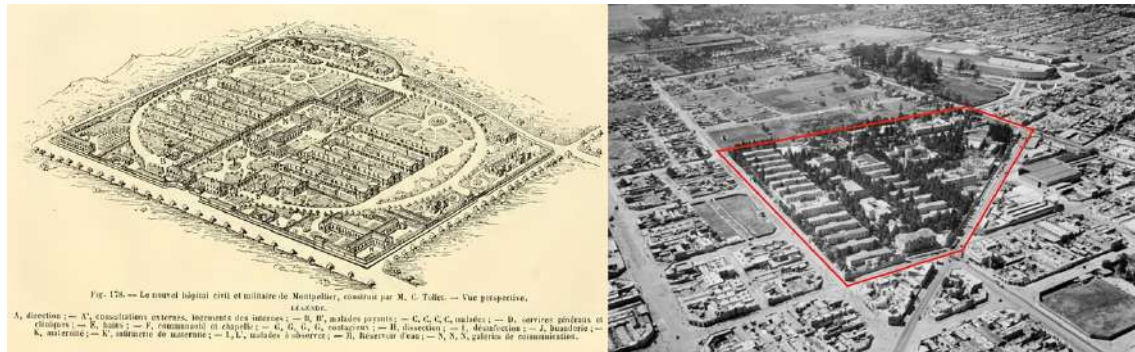 Fig. 178. — Le nouvel hôpital civil et militaire de Montpellier, construit par M. C. Tollet. — Vue perspective.
LÉGENDE.
A, direction ; — A', consultations externes, logements des internes ; — B, B', malades payants ; — C, C, C, C, malades ; — D, services généraux et
cliniques ; — E, bains ; — F, communauté et chapelle ; — G, G, G, G, contagieux ; — H, dissection ; — I, désinfection ; — J, buanderie ; —
K, maternité ; — K', infirmerie de maternité ; — L, L', malades à observer ; — M, Réservoir d'eau ; — N, N, N, galeries de communication.